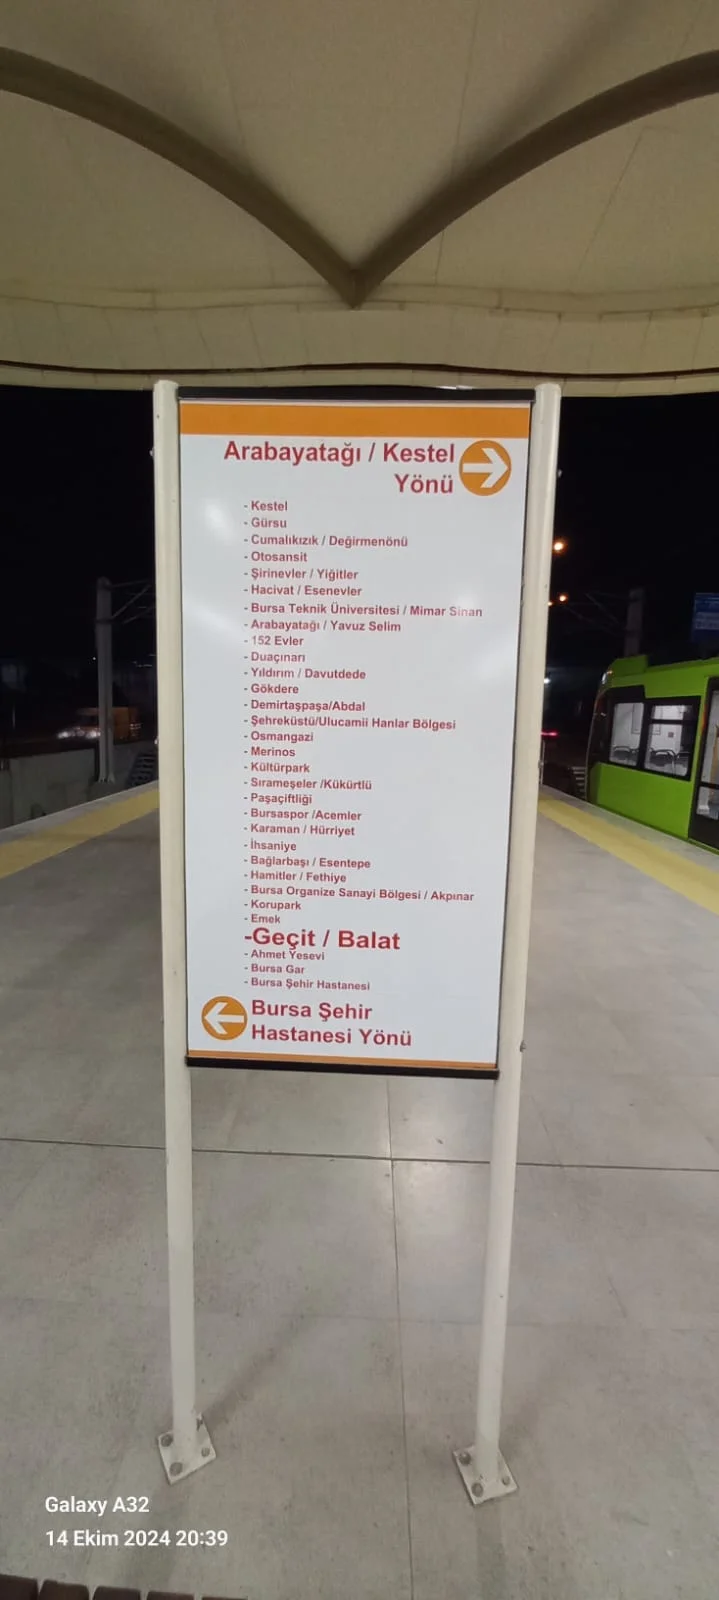 Arabayatağı / Kestel
Yönü
- Kestel
- Gürsu
- Cumalıkızık / Değirmenönü
- Otosansit
- Şirinevler / Yiğitler
- Hacivat / Esenevler
- Bursa Teknik Üniversitesi / Mimar Sinan
- Arabayatağı / Yavuz Selim
- 152 Evler
- Duaçınarı
- Yıldırım / Davutdede
- Gökdere
- Demirtaşpaşa/Abdal
- Şehreküstü/Ulucamii Hanlar Bölgesi
- Osmangazi
- Merinos
- Kültürpark
- Sırameşeler /Kükürtlü
- Paşaçiftliği
- Bursaspor /Acemler
- Karaman / Hürriyet
- İhsaniye
- Bağlarbaşı / Esentepe
- Hamitler / Fethiye
- Bursa Organize Sanayi Bölgesi / Akpınar
- Korupark
- Emek
-Geçit / Balat
- Ahmet Yesevi
- Bursa Gar
- Bursa Şehir Hastanesi
Bursa Şehir
Hastanesi Yönü
Galaxy A32
14 Ekim 2024 20:39